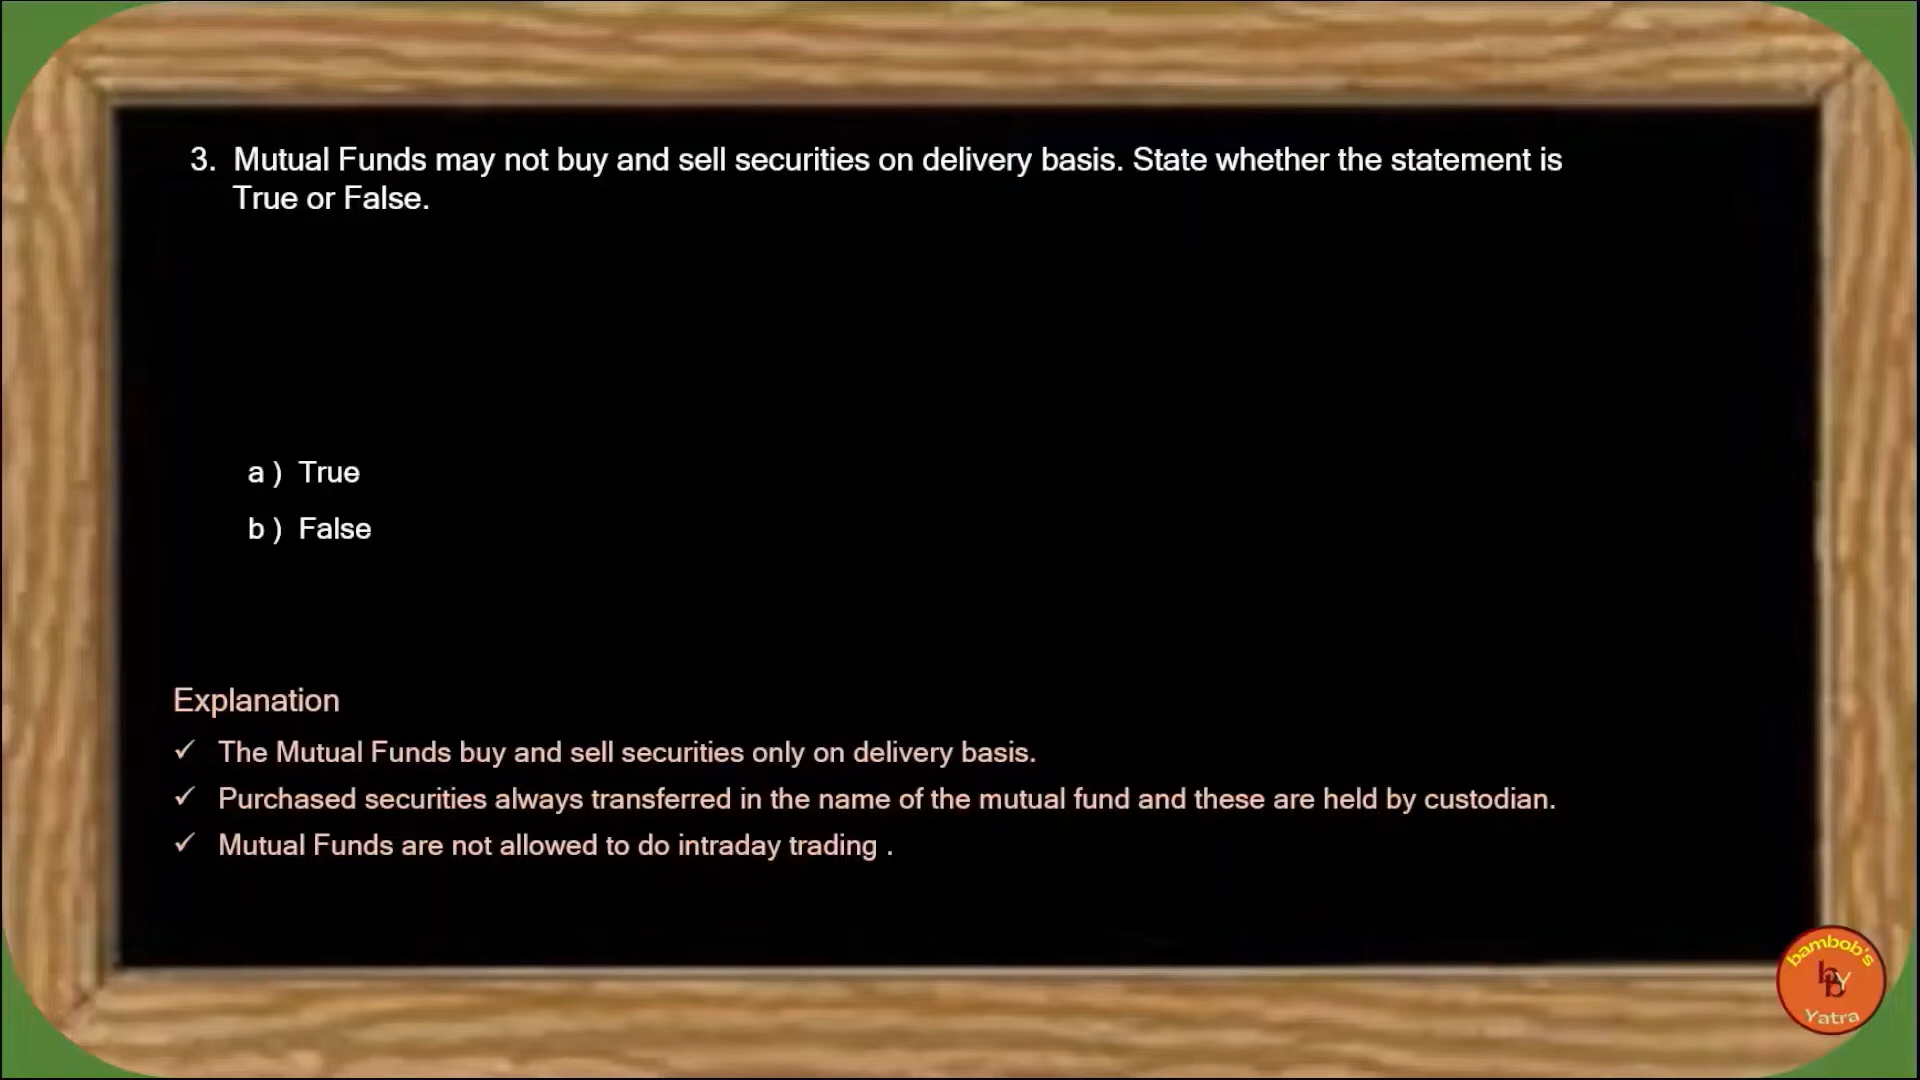 3. Mutual Funds may not buy and sell securities on delivery basis. State whether the statement is
True or False.
a ) True
b ) False
Explanation
✓ The Mutual Funds buy and sell securities only on delivery basis.
✓ Purchased securities always transferred in the name of the mutual fund and these are held by custodian.
✓ Mutual Funds are not allowed to do intraday trading .
bambob's
bby
Yatra